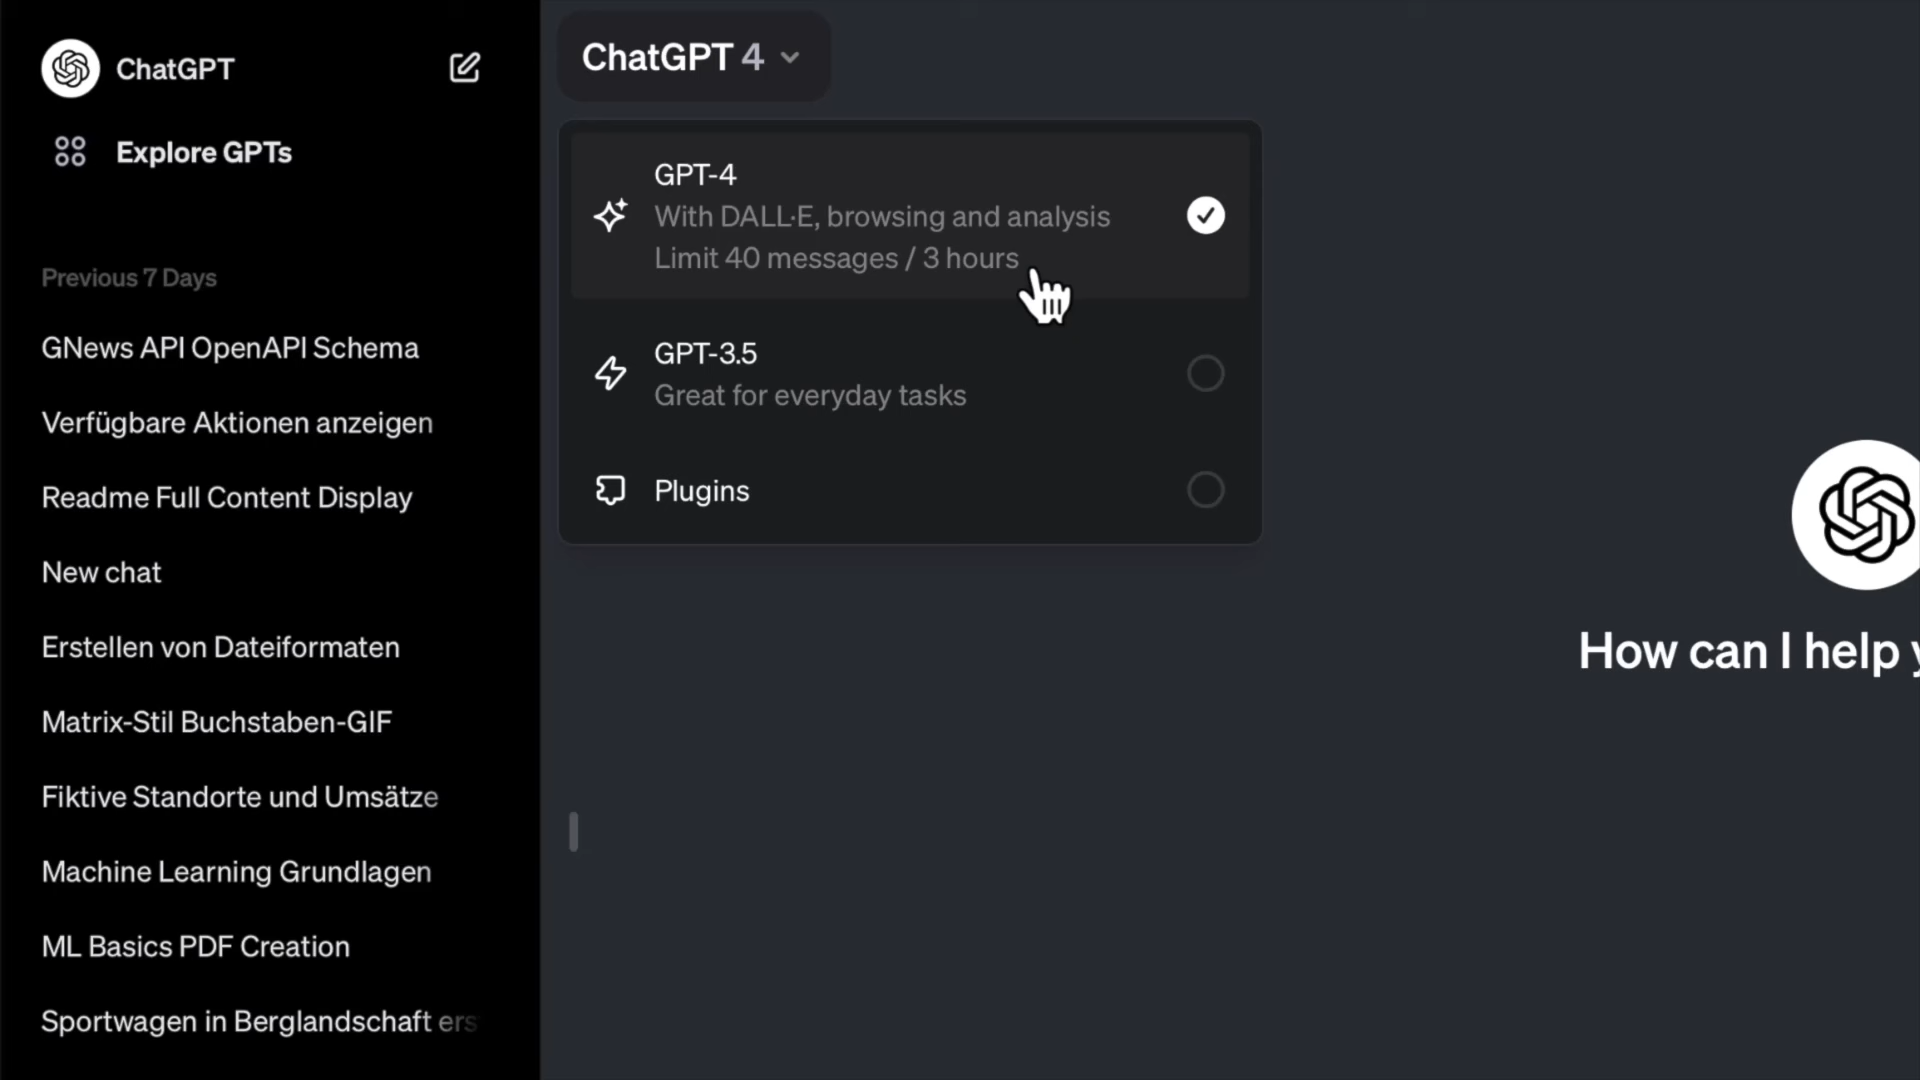 ChatGPT
Explore GPTs
Previous 7 Days
GNews API OpenAPI Schema
Verfügbare Aktionen anzeigen
Readme Full Content Display
New chat
Erstellen von Dateiformaten
Matrix-Stil Buchstaben-GIF
Fiktive Standorte und Umsätze
Machine Learning Grundlagen
ML Basics PDF Creation
Sportwagen in Berglandschaft ers
ChatGPT 4
GPT-4
With DALL·E, browsing and analysis
Limit 40 messages / 3 hours
GPT-3.5
Great for everyday tasks
Plugins
How can I help y